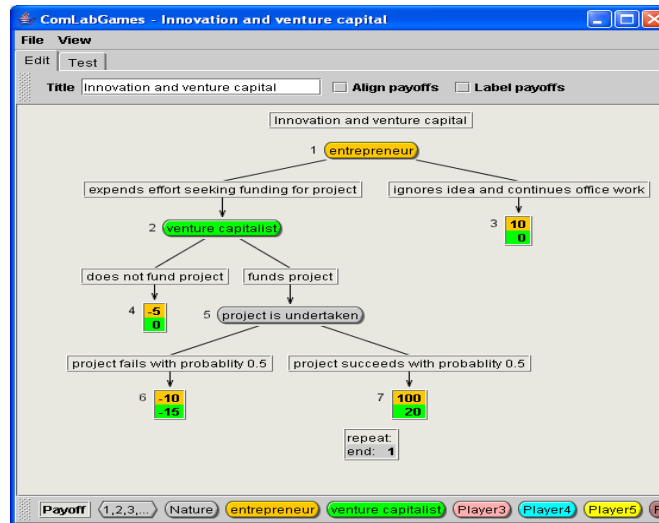 ComLabGames - Innovation and venture capital
File View
Edit Test
Title Innovation and venture capital Align payoffs Label payoffs
Innovation and venture capital
1 entrepreneur
expends effort seeking funding for project ignores idea and continues office work
2 venture capitalist 3 10
0
does not fund project funds project
4 -5 5 project is undertaken
0
project fails with probablity 0.5 project succeeds with probablity 0.5
6 -10 7 100
-15 20
repeat:
end: 1
Payoff 1,2,3,... Nature entrepreneur venture capitalist Player3 Player4 Player5